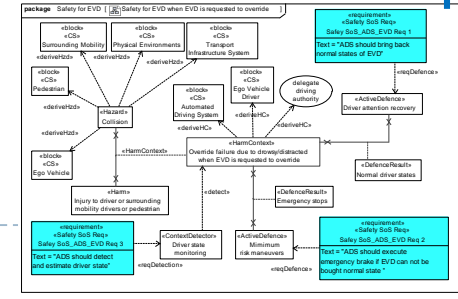 package Safety for EVD [ Safety for EVD when EVD is requested to override ]
«block»
«CS»
Surrounding Mobility
«block»
«CS»
Physical Environments
«block»
«CS»
Transport
Infrastructure System
«requirement»
«Safety SoS Req»
Safey SoS_ADS_EVD Req 1
Text = "ADS should bring back
normal states of EVD"
«deriveHzd»
«deriveHzd»
«deriveHzd»
«reqDefence»
«block»
«CS»
Pedestrian
«block»
«CS»
Ego Vehicle
Driver
delegate
driving
authority
«block»
«CS»
Automated
Driving System
«ActiveDefence»
Driver attention recovery
«Hazard»
Collision
«deriveHzd»
«deriveHzd»
«deriveHC»
«deriveHC»
«deriveHC»
«block»
«CS»
Ego Vehicle
«HarmContext»
«HarmContext»
Override failure due to drowsy/distracted
when EVD is requested to override
«DefenceResult»
Normal driver states
«Harm»
Injury to driver or surrounding
mobility drivers or pedestrian
«detect»
«DefenceResult»
Emergency stops
«requirement»
«Safety SoS Req»
Safey SoS_ADS_EVD Req 3
Text = "ADS should detect
and estimate driver state"
«ContextDetector»
Driver state
monitoring
«reqDetection»
«ActiveDefence»
Mimimum
risk maneuvers
«reqDefence»
«requirement»
«Safety SoS Req»
Safey SoS_ADS_EVD Req 2
Text = "ADS should execute
emergency brake if EVD can not be
bought normal state "